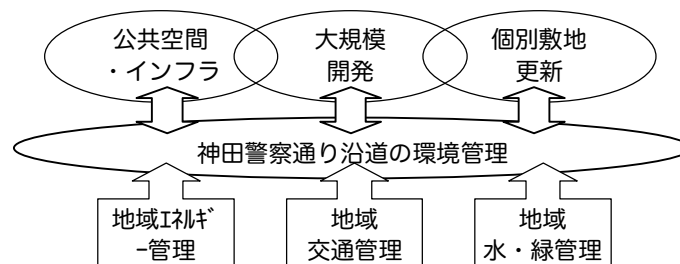 公共空間
・インフラ
大規模
開発
個別敷地
更新
神田警察通り沿道の環境管理
地域ｴﾈﾙｷﾞ
ｰ管理
地域
交通管理
地域
水・緑管理